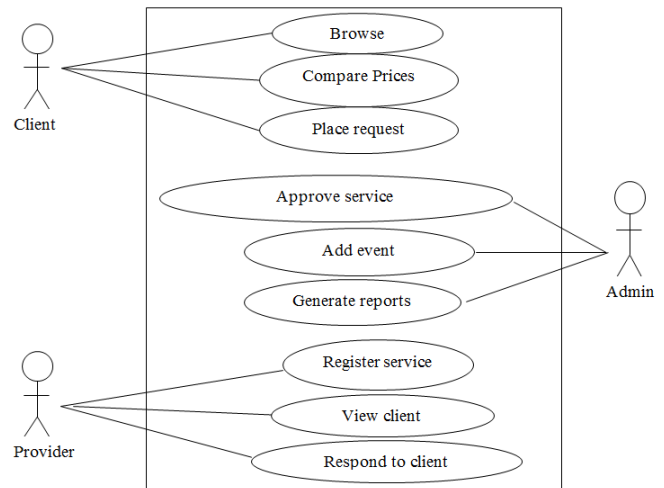 Browse
Compare Prices
Place request
Client
Approve service
Add event
Generate reports
Admin
Register service
View client
Respond to client
Provider